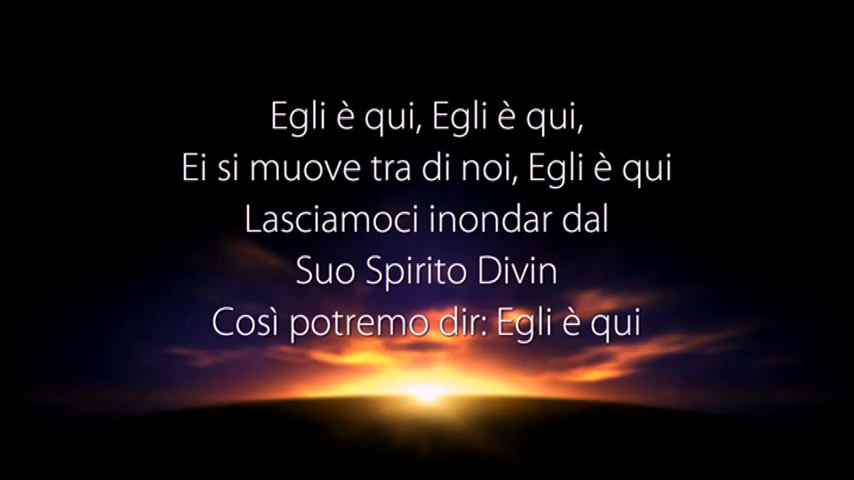 Egli è qui, Egli è qui,
Ei si muove tra di noi, Egli è qui
Lasciamoci inondar dal
Suo Spirito Divin
Così potremo dir: Egli è qui